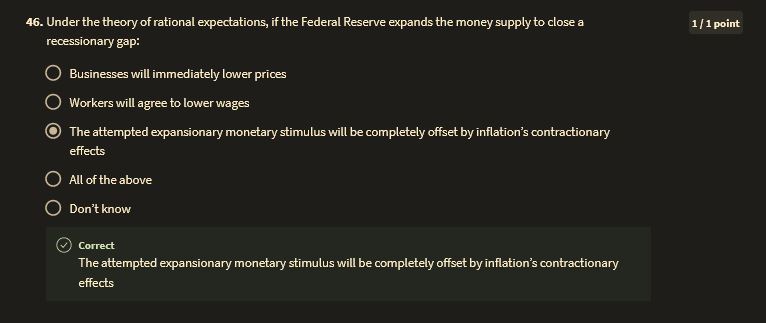 46. Under the theory of rational expectations, if the Federal Reserve expands the money supply to close a
recessionary gap:
1 / 1 point
Businesses will immediately lower prices
Workers will agree to lower wages
The attempted expansionary monetary stimulus will be completely offset by inflation's contractionary
effects
All of the above
Don't know
Correct
The attempted expansionary monetary stimulus will be completely offset by inflation's contractionary
effects